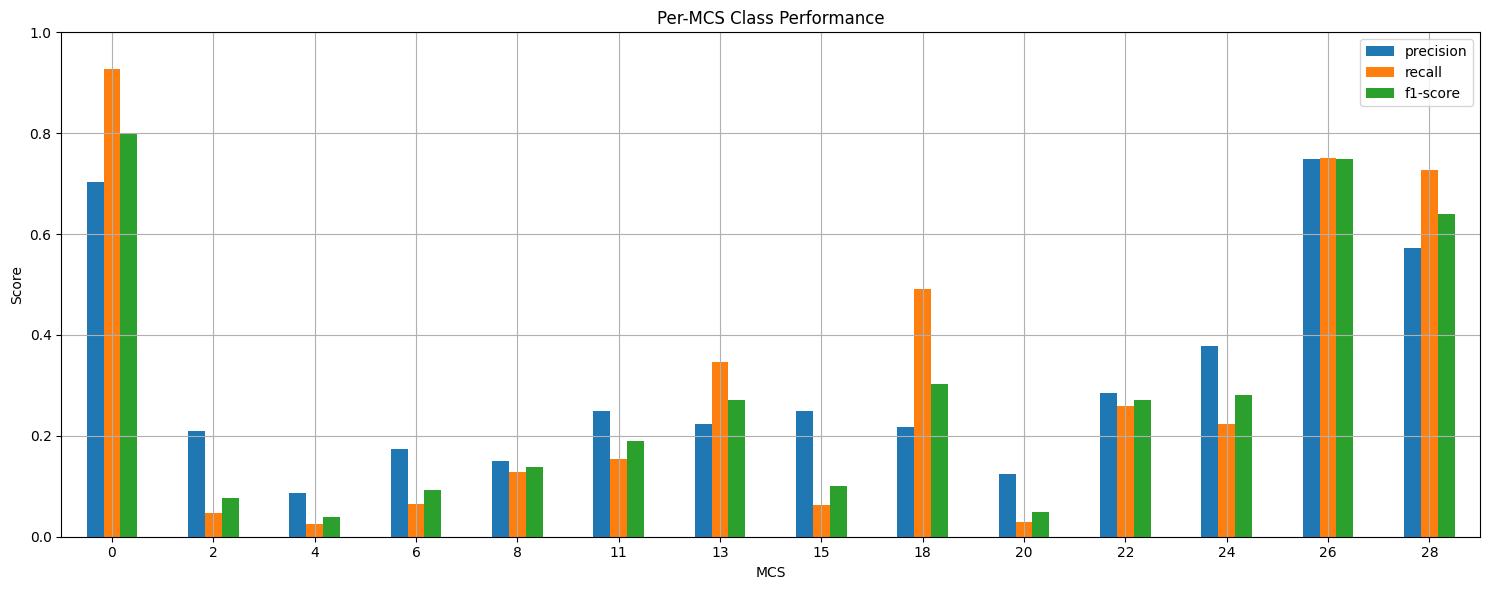 Per-MCS Class Performance
1.0
0.8
0.6
0.4
0.2
0.0
Score
precision
recall
f1-score
0 2 4 6 8 11 13 15 18 20 22 24 26 28
MCS